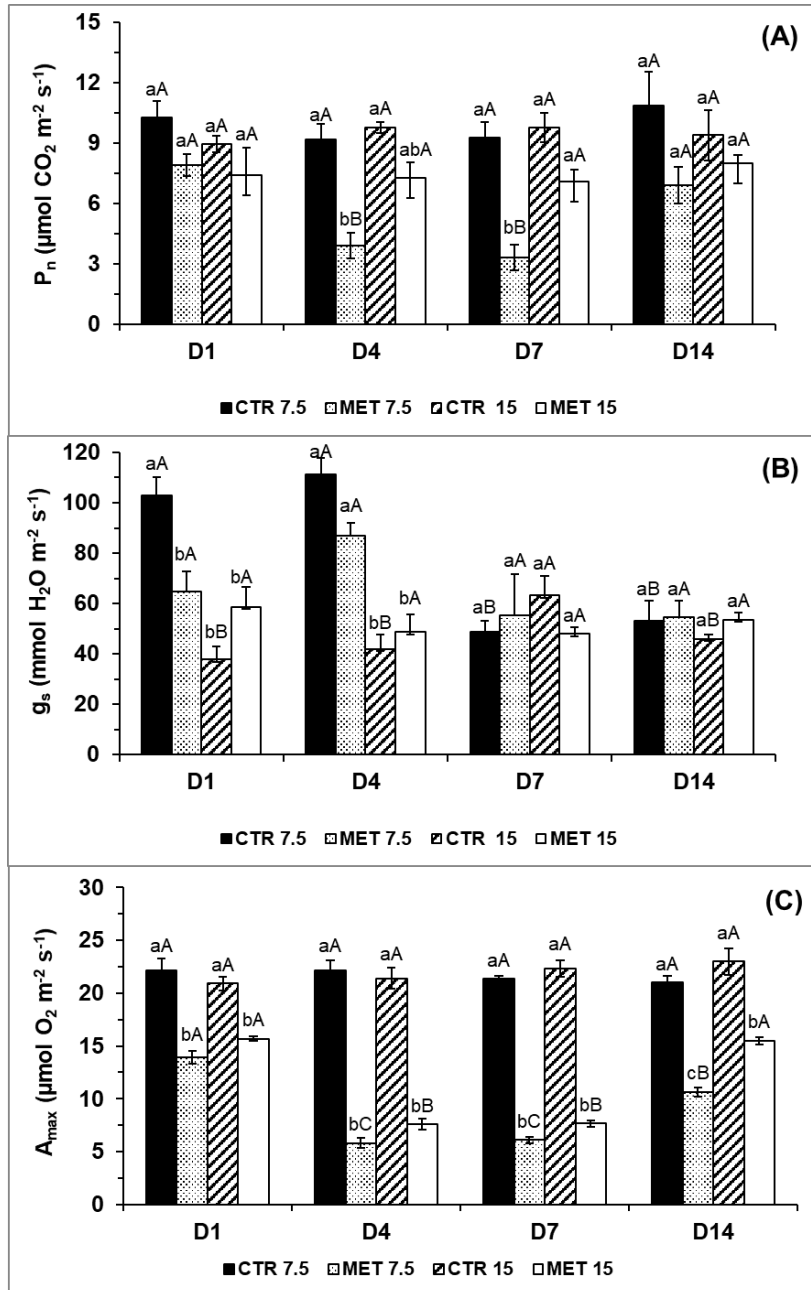 (A)
15
12
9
6
3
0
Pn (µmol CO2 m-2 s-1)
aA aA aA aA
aA bB aA abA
aA bB aA aA
aA aA aA aA
D1 D4 D7 D14
CTR 7.5 MET 7.5 CTR 15 MET 15
(B)
120
100
80
60
40
20
0
gs (mmol H2O m-2 s-1)
aA bA bB bA
aA aA bB bA
aB aA aA aA
aB aA aB aA
D1 D4 D7 D14
CTR 7.5 MET 7.5 CTR 15 MET 15
(C)
30
25
20
15
10
5
0
Amax (µmol O2 m-2 s-1)
aA bA aA bA
aA bC aA bB
aA bC aA bB
aA cB aA bA
D1 D4 D7 D14
CTR 7.5 MET 7.5 CTR 15 MET 15